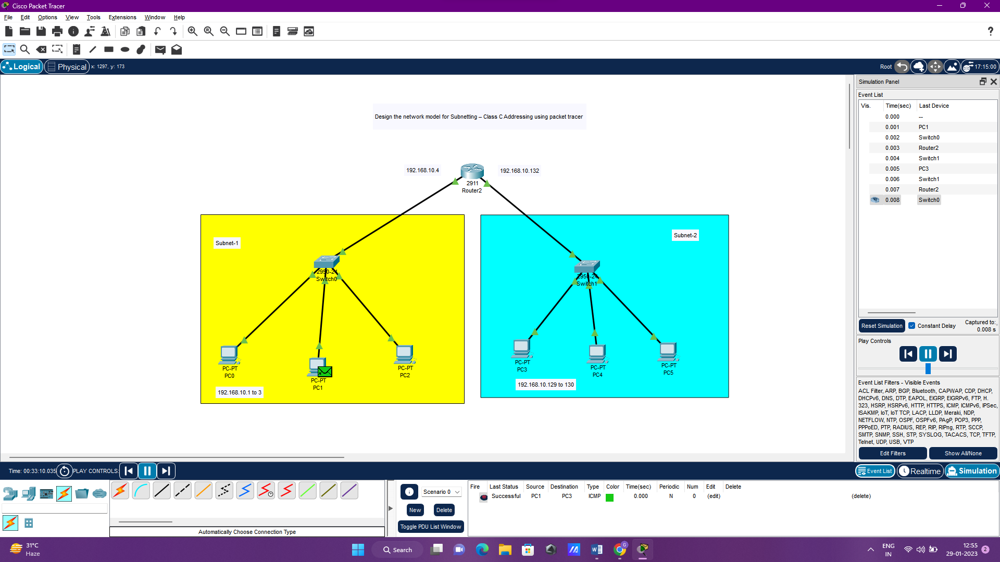 Cisco Packet Tracer
File Edit Options View Tools Extensions Window Help
Logical Physical x: 1297, y: 173
Root 17:15:00
Design the network model for Subnetting – Class C Addressing using packet tracer
192.168.10.4
192.168.10.132
2911
Router2
Subnet-1
2950-24
Switch0
PC-PT
PC0
PC-PT
PC1
PC-PT
PC2
192.168.10.1 to 3
Subnet-2
2950-24
Switch1
PC-PT
PC3
PC-PT
PC4
PC-PT
PC5
192.168.10.129 to 130
Simulation Panel
Event List
Vis. Time(sec) Last Device
0.000 --
0.001 PC1
0.002 Switch0
0.003 Router2
0.004 Switch1
0.005 PC3
0.006 Switch1
0.007 Router2
0.008 Switch0
Reset Simulation Constant Delay Captured to:
0.008 s
Play Controls
Event List Filters - Visible Events
ACL Filter, ARP, BGP, Bluetooth, CAPWAP, CDP, DHCP,
DHCPv6, DNS, DTP, EAPOL, EIGRP, EIGRPv6, FTP, H.
323, HSRP, HSRPv6, HTTP, HTTPS, ICMP, ICMPv6, IPSec,
ISAKMP, IoT, IoT TCP, LACP, LLDP, Meraki, NDP,
NETFLOW, NTP, OSPF, OSPFv6, PAgP, POP3, PPP,
PPPoED, PTP, RADIUS, REP, RIP, RIPng, RTP, SCCP,
SMTP, SNMP, SSH, STP, SYSLOG, TACACS, TCP, TFTP,
Telnet, UDP, USB, VTP
Edit Filters Show All/None
Time: 00:33:10.035 PLAY CONTROLS:
Event List Realtime Simulation
Automatically Choose Connection Type
Scenario 0
New Delete
Toggle PDU List Window
Fire Last Status Source Destination Type Color Time(sec) Periodic Num Edit Delete
Successful PC1 PC3 ICMP 0.000 N 0 (edit) (delete)
31°C
Haze
Search
ENG
IN
12:55
29-01-2023
2